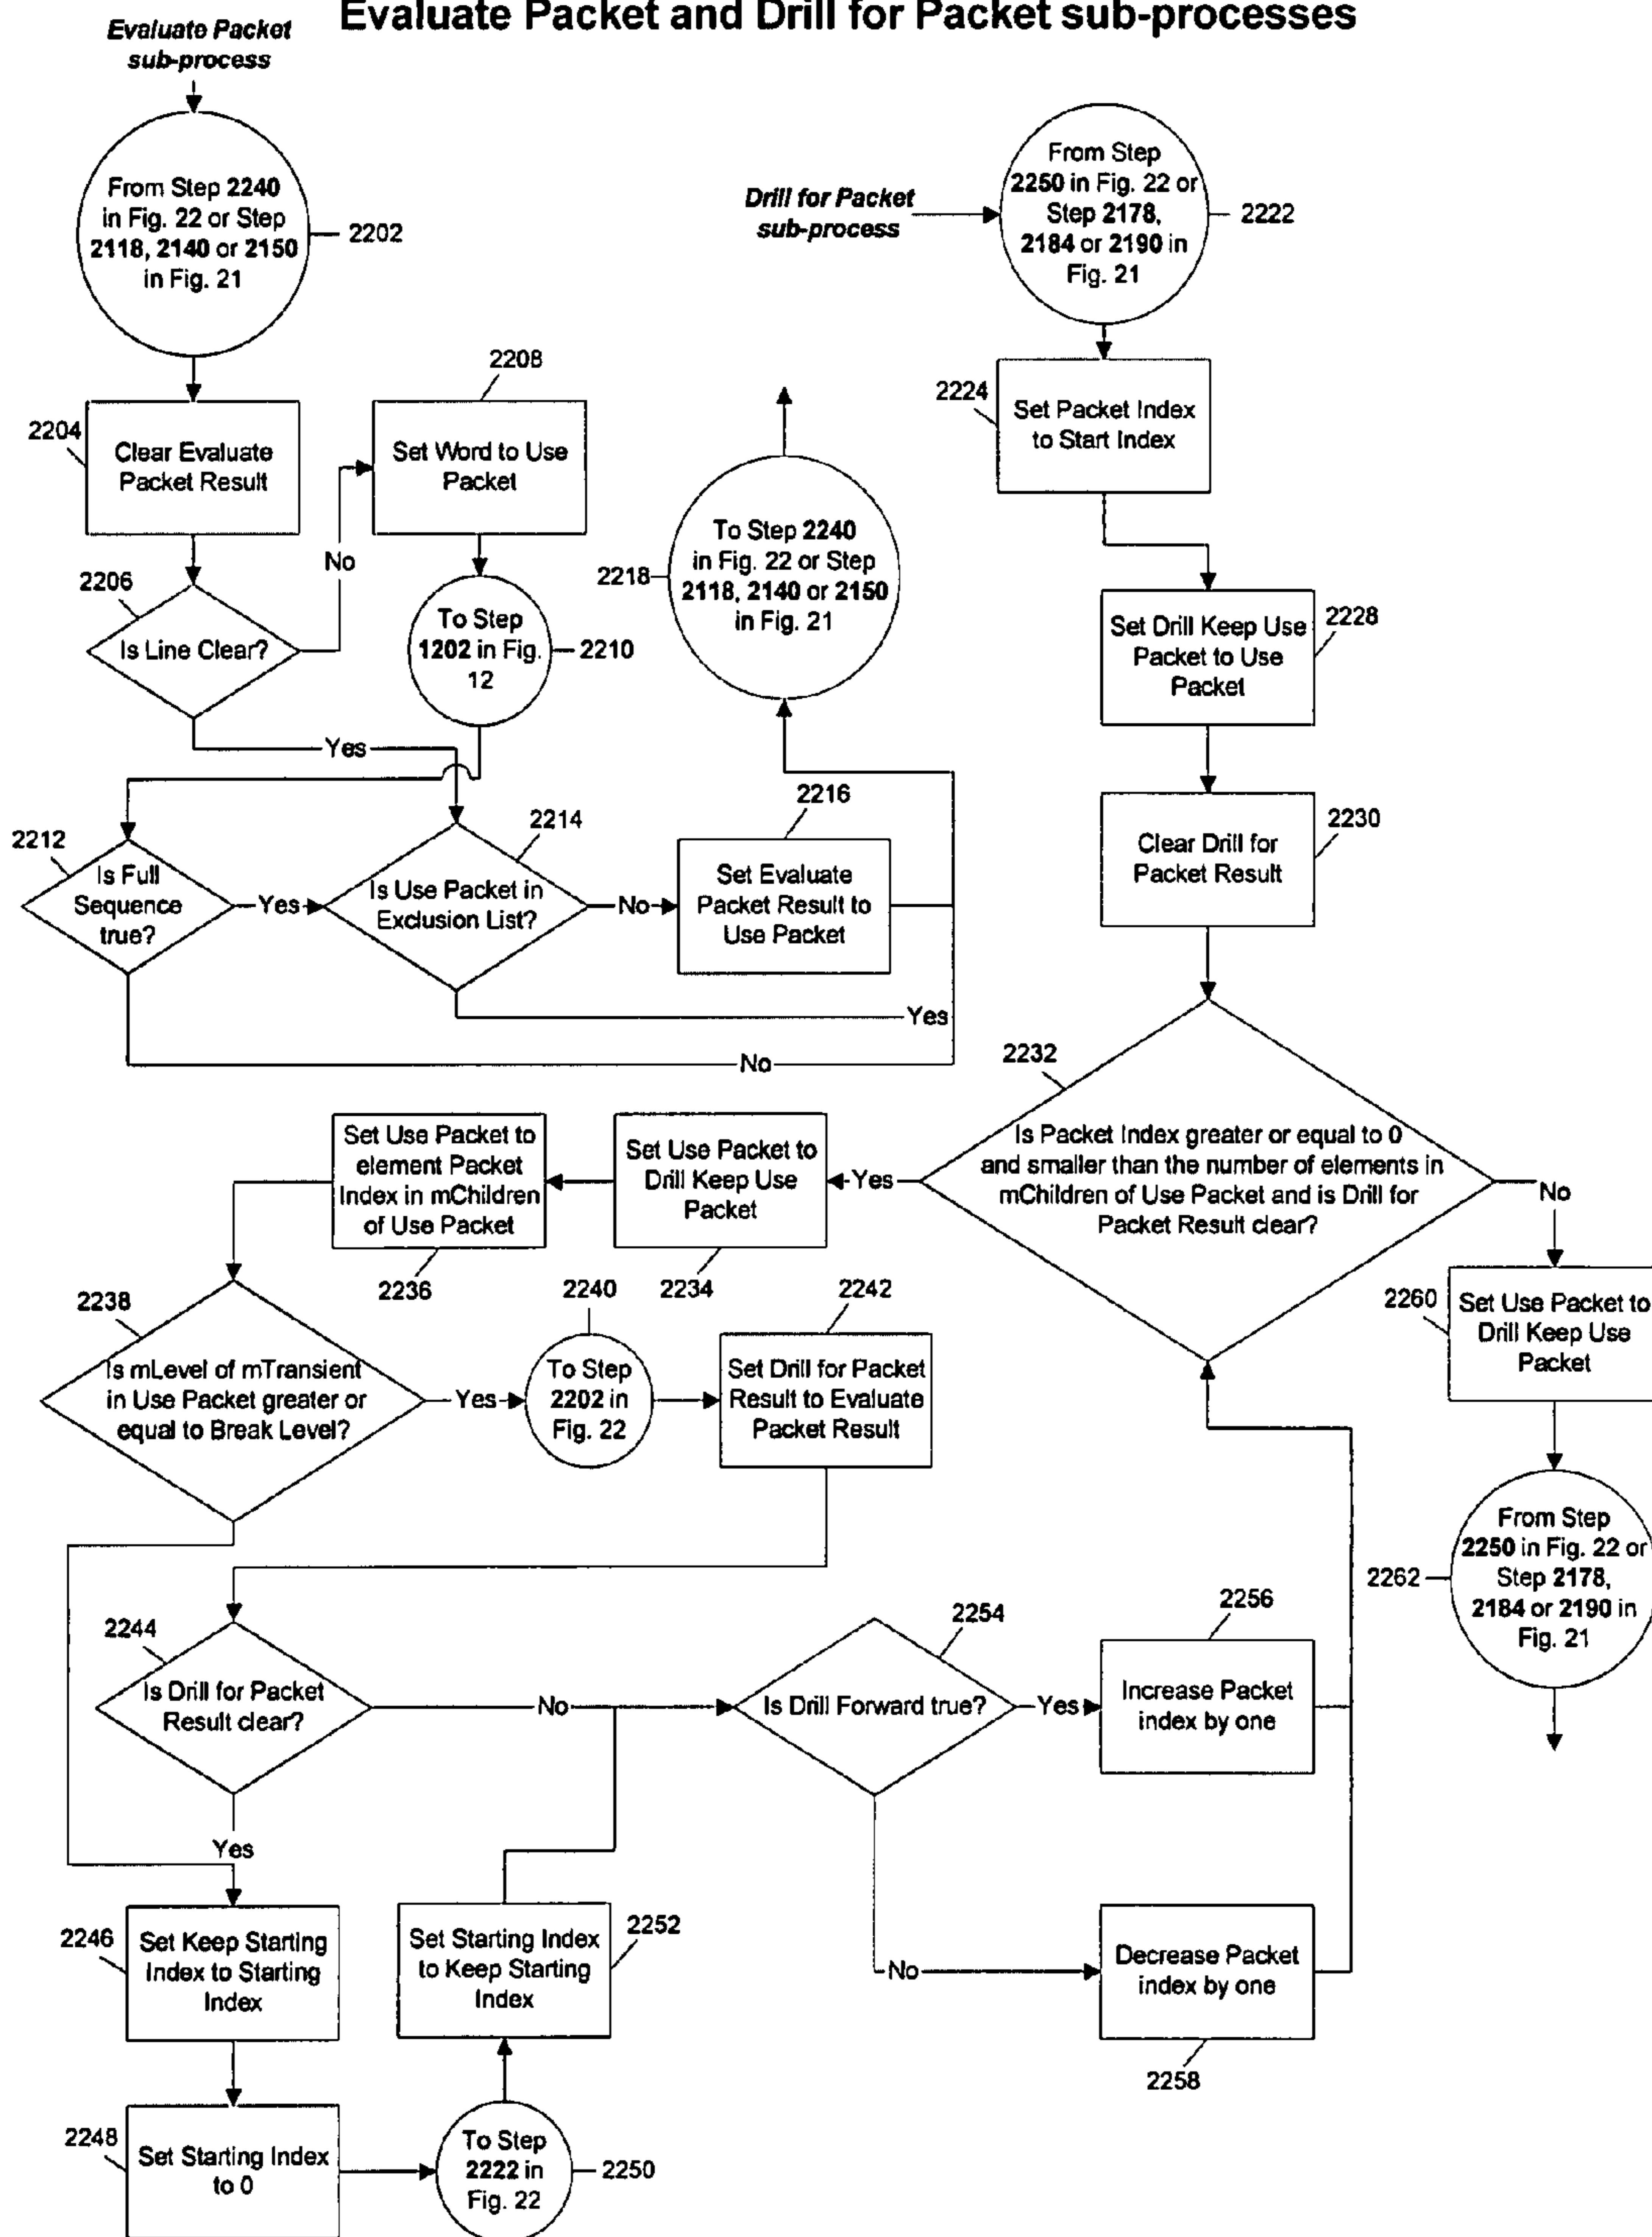 Evaluate Packet and Drill for Packet sub-processes
Evaluate Packet
sub-process
From Step 2240
in Fig. 22 or Step
2118, 2140 or 2150
in Fig. 21
2202
Drill for Packet
sub-process
From Step
2250 in Fig. 22 or
Step 2178,
2184 or 2190 in
Fig. 21
2222
2204
Clear Evaluate
Packet Result
2208
Set Word to Use
Packet
No
2206
Is Line Clear?
To Step
1202 in Fig.
12
2210
Yes
2218
To Step 2240
in Fig. 22 or Step
2118, 2140 or 2150
in Fig. 21
2224
Set Packet Index
to Start Index
2228
Set Drill Keep Use
Packet to Use
Packet
2230
Clear Drill for
Packet Result
2212
Is Full
Sequence
true?
Yes
2214
Is Use Packet in
Exclusion List?
No
2216
Set Evaluate
Packet Result to
Use Packet
Yes
No
2232
Is Packet Index greater or equal to 0
and smaller than the number of elements in
mChildren of Use Packet and is Drill for
Packet Result clear?
Yes
No
Set Use Packet to
Drill Keep Use
Packet
2234
Set Use Packet to
element Packet
Index in mChildren
of Use Packet
2236
2238
Is mLevel of mTransient
in Use Packet greater or
equal to Break Level?
Yes
2240
To Step
2202 in
Fig. 22
2242
Set Drill for Packet
Result to Evaluate
Packet Result
2260
Set Use Packet to
Drill Keep Use
Packet
2262
From Step
2250 in Fig. 22 or
Step 2178,
2184 or 2190 in
Fig. 21
2244
Is Drill for Packet
Result clear?
No
Yes
2254
Is Drill Forward true?
Yes
2256
Increase Packet
index by one
No
Decrease Packet
index by one
2258
2246
Set Keep Starting
Index to Starting
Index
2252
Set Starting Index
to Keep Starting
Index
2248
Set Starting Index
to 0
To Step
2222 in
Fig. 22
2250